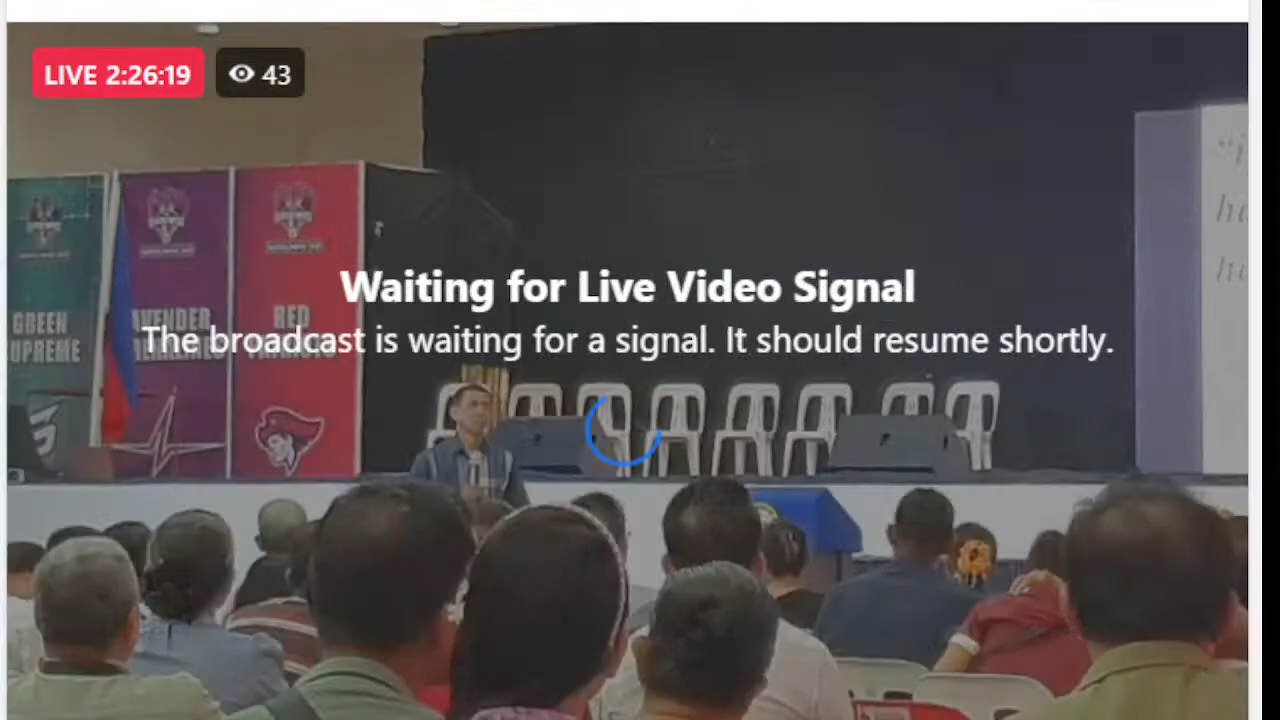 LIVE 2:26:19
43
Waiting for Live Video Signal
The broadcast is waiting for a signal. It should resume shortly.
GREEN
RED